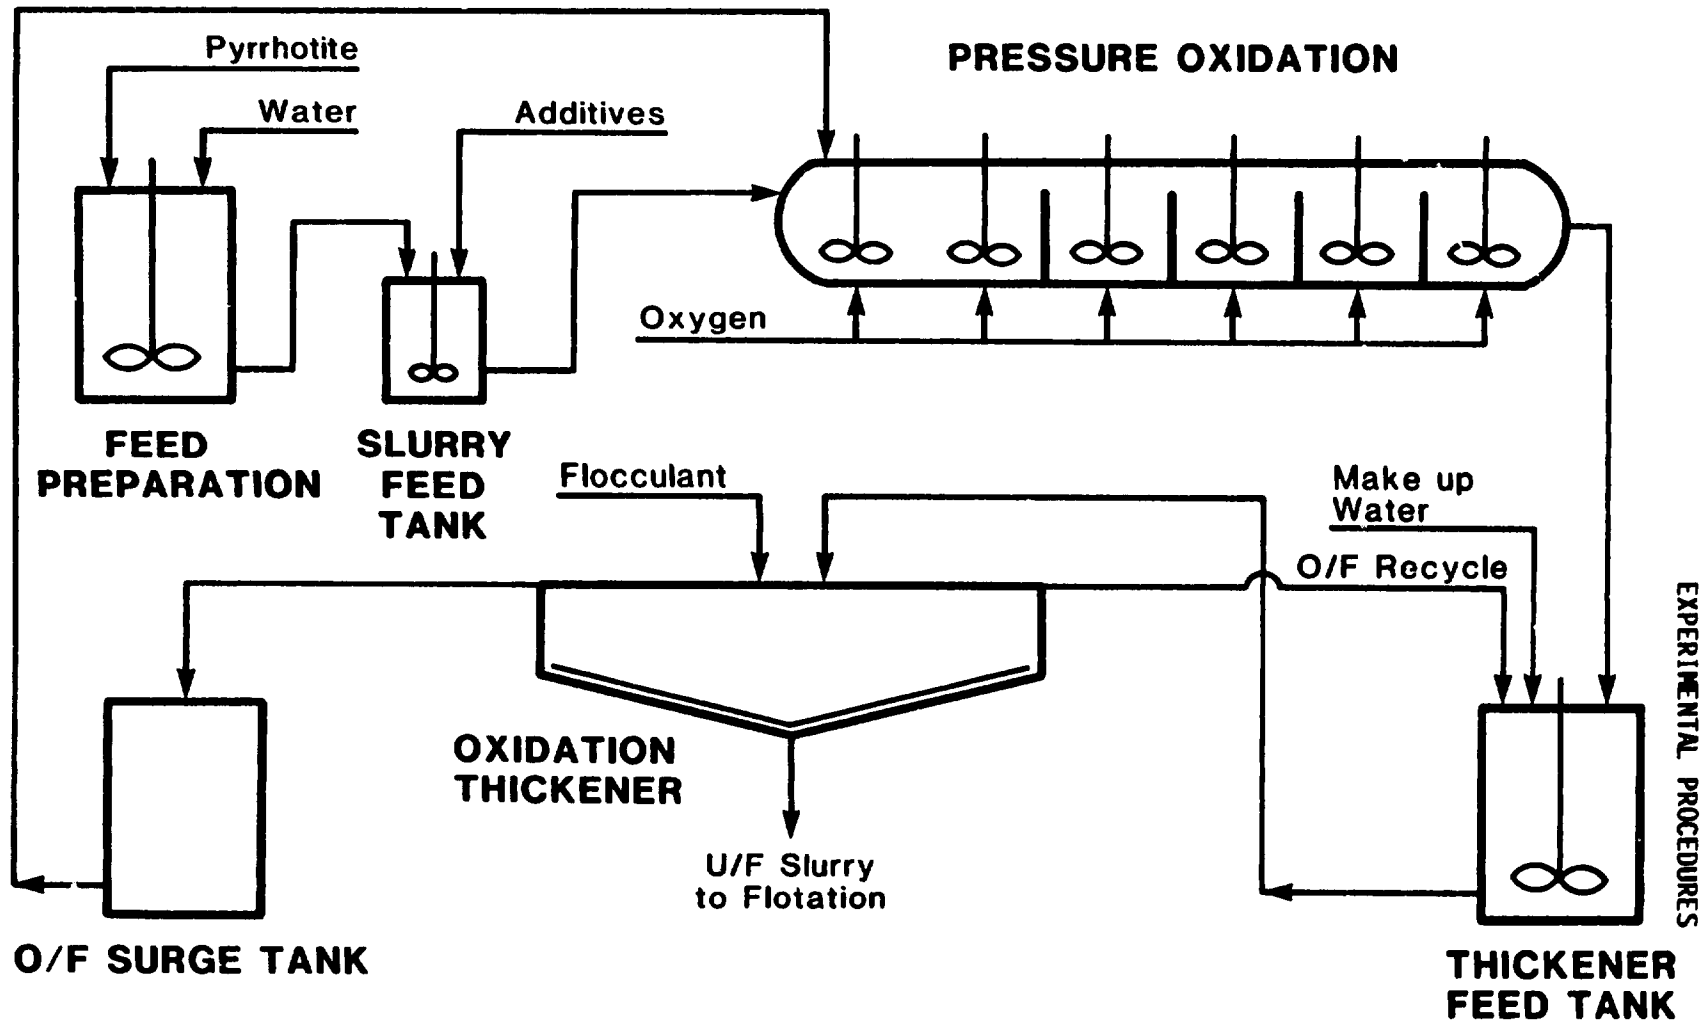 Pyrrhotite
Water
Additives
PRESSURE OXIDATION
Oxygen
FEED
PREPARATION
SLURRY
FEED
TANK
Flocculant
Make up
Water
O/F Recycle
OXIDATION
THICKENER
U/F Slurry
to Flotation
O/F SURGE TANK
THICKENER
FEED TANK
EXPERIMENTAL PROCEDURES